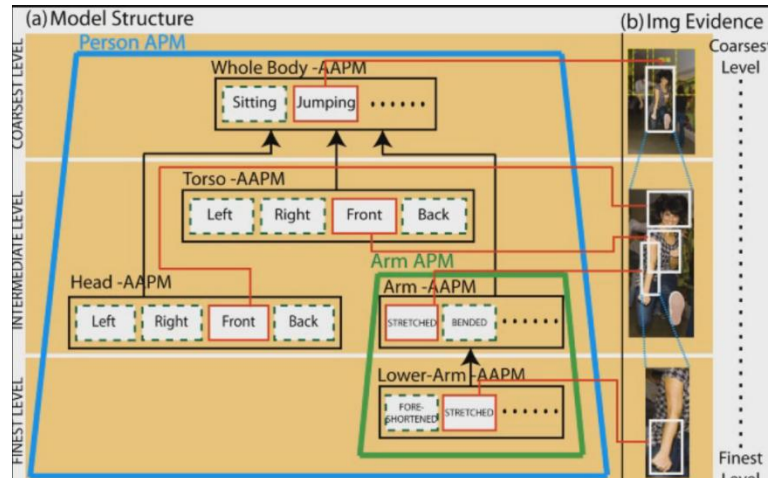 (a) Model Structure
(b) Img Evidence
COARSEST LEVEL
Person APM
Whole Body -AAPM
Sitting
Jumping
••••••
Coarsest
Level
INTERMEDIATE LEVEL
Torso -AAPM
Left
Right
Front
Back
Arm APM
Head -AAPM
Left
Right
Front
Back
Arm -AAPM
STRETCHED
BENDED
••••••
FINEST LEVEL
Lower-Arm -AAPM
FORE-
SHORTENED
STRETCHED
••••••
Finest
Level